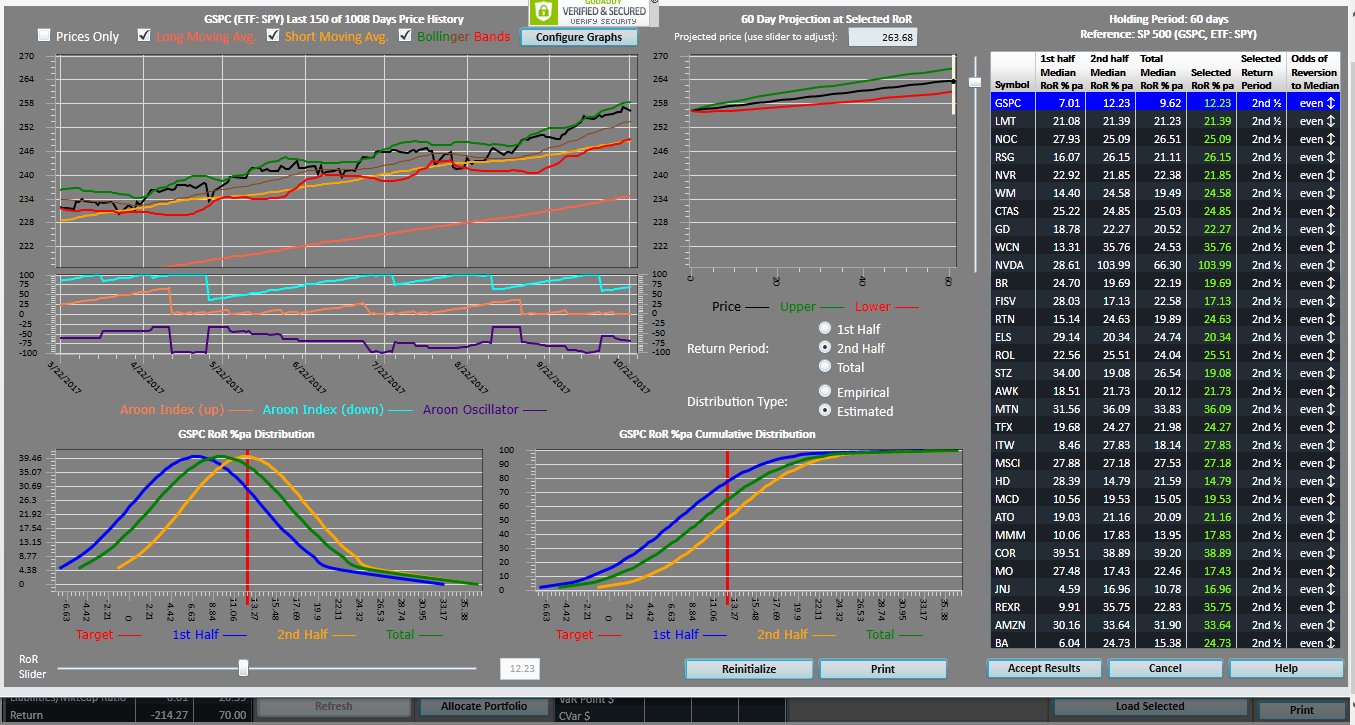 GODADDY
VERIFIED & SECURED
VERIFY SECURITY
GSPC (ETF: SPY) Last 150 of 1008 Days Price History
Prices Only
Long Moving Avg.
Short Moving Avg.
Bollinger Bands
Configure Graphs
270
264
258
252
246
240
234
228
222
100
75
50
25
0
-25
-50
-75
-100
100
75
50
25
0
-25
-50
-75
-100
3/22/2017
4/22/2017
5/22/2017
6/22/2017
7/22/2017
8/22/2017
9/22/2017
10/22/2017
Aroon Index (up)
Aroon Index (down)
Aroon Oscillator
60 Day Projection at Selected RoR
Projected price (use slider to adjust):
263.68
270
264
258
252
246
240
234
228
222
0
20
40
60
Price
Upper
Lower
Return Period:
1st Half
2nd Half
Total
Distribution Type:
Empirical
Estimated
Holding Period: 60 days
Reference: SP 500 (GSPC, ETF: SPY)
Symbol 1st half Median RoR % pa 2nd half Median RoR % pa Total Median RoR % pa Selected RoR % pa Selected Return Period Odds of Reversion to Median
GSPC 7.01 12.23 9.62 12.23 2nd ½ even
LMT 21.08 21.39 21.23 21.39 2nd ½ even
NOC 27.93 25.09 26.51 25.09 2nd ½ even
RSG 16.07 26.15 21.11 26.15 2nd ½ even
NVR 22.92 21.85 22.38 21.85 2nd ½ even
WM 14.40 24.58 19.49 24.58 2nd ½ even
CTAS 25.22 24.85 25.03 24.85 2nd ½ even
GD 18.78 22.27 20.52 22.27 2nd ½ even
WCN 13.31 35.76 24.53 35.76 2nd ½ even
NVDA 28.61 103.99 66.30 103.99 2nd ½ even
BR 24.70 19.69 22.19 19.69 2nd ½ even
FISV 28.03 17.13 22.58 17.13 2nd ½ even
RTN 15.14 24.63 19.89 24.63 2nd ½ even
ELS 29.14 20.34 24.74 20.34 2nd ½ even
ROL 22.56 25.51 24.04 25.51 2nd ½ even
STZ 34.00 19.08 26.54 19.08 2nd ½ even
AWK 18.51 21.73 20.12 21.73 2nd ½ even
MTN 31.56 36.09 33.83 36.09 2nd ½ even
TFX 19.68 24.27 21.98 24.27 2nd ½ even
ITW 8.46 27.83 18.14 27.83 2nd ½ even
MSCI 27.88 27.18 27.53 27.18 2nd ½ even
HD 28.39 14.79 21.59 14.79 2nd ½ even
MCD 10.56 19.53 15.05 19.53 2nd ½ even
ATO 19.03 21.16 20.09 21.16 2nd ½ even
MMM 10.06 17.83 13.95 17.83 2nd ½ even
COR 39.51 38.89 39.20 38.89 2nd ½ even
MO 27.48 17.43 22.46 17.43 2nd ½ even
JNJ 4.59 16.96 10.78 16.96 2nd ½ even
REXR 9.91 35.75 22.83 35.75 2nd ½ even
AMZN 30.16 33.64 31.90 33.64 2nd ½ even
BA 6.04 24.73 15.38 24.73 2nd ½ even
GSPC RoR %pa Distribution
39.46
35.07
30.69
26.3
21.92
17.54
13.15
8.77
4.38
0
-6.63
-4.42
-2.21
0
2.21
4.42
6.63
8.84
11.06
13.27
15.48
17.69
19.9
22.11
24.32
26.53
28.74
30.95
33.17
35.38
Target
1st Half
2nd Half
Total
GSPC RoR %pa Cumulative Distribution
100
90
80
70
60
50
40
30
20
10
0
-6.63
-4.42
-2.21
0
2.21
4.42
6.63
8.84
11.06
13.27
15.48
17.69
19.9
22.11
24.32
26.53
28.74
30.95
33.17
35.38
Target
1st Half
2nd Half
Total
RoR
Slider
12.23
Reinitialize
Print
Accept Results
Cancel
Help
Liabilities/MktCap Ratio
Return -214.27 70.00
Refresh
Allocate Portfolio
VaR Point $
CVar $
Load Selected
Print